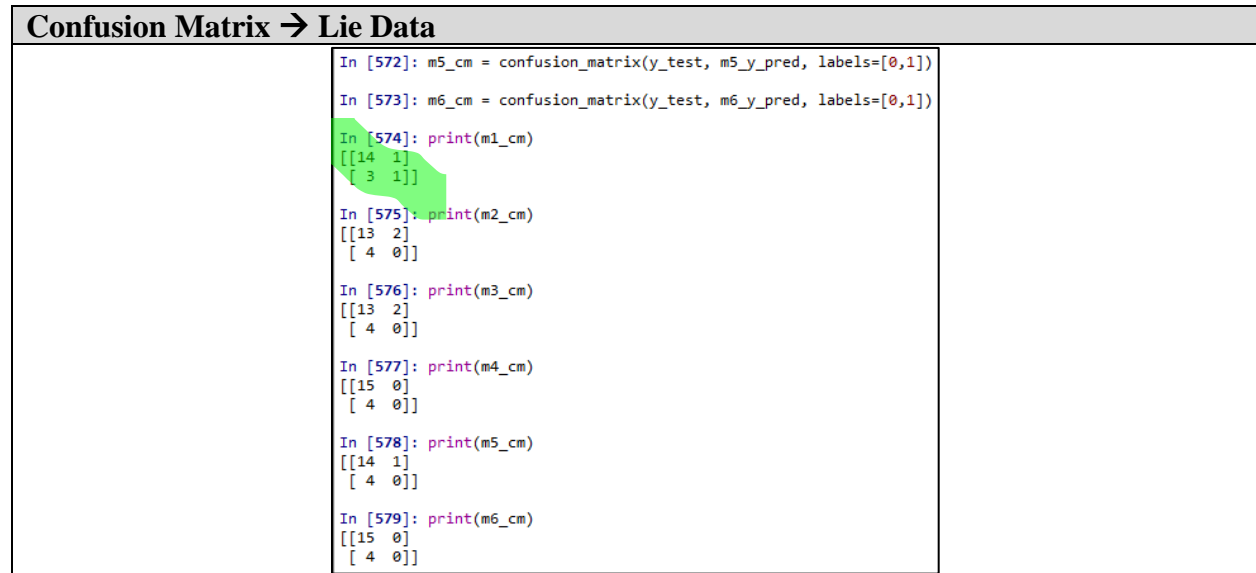 Confusion Matrix → Lie Data
In [572]: m5_cm = confusion_matrix(y_test, m5_y_pred, labels=[0,1])
In [573]: m6_cm = confusion_matrix(y_test, m6_y_pred, labels=[0,1])
In [574]: print(m1_cm)
[[14  1]
 [ 3  1]]
In [575]: print(m2_cm)
[[13  2]
 [ 4  0]]
In [576]: print(m3_cm)
[[13  2]
 [ 4  0]]
In [577]: print(m4_cm)
[[15  0]
 [ 4  0]]
In [578]: print(m5_cm)
[[14  1]
 [ 4  0]]
In [579]: print(m6_cm)
[[15  0]
 [ 4  0]]